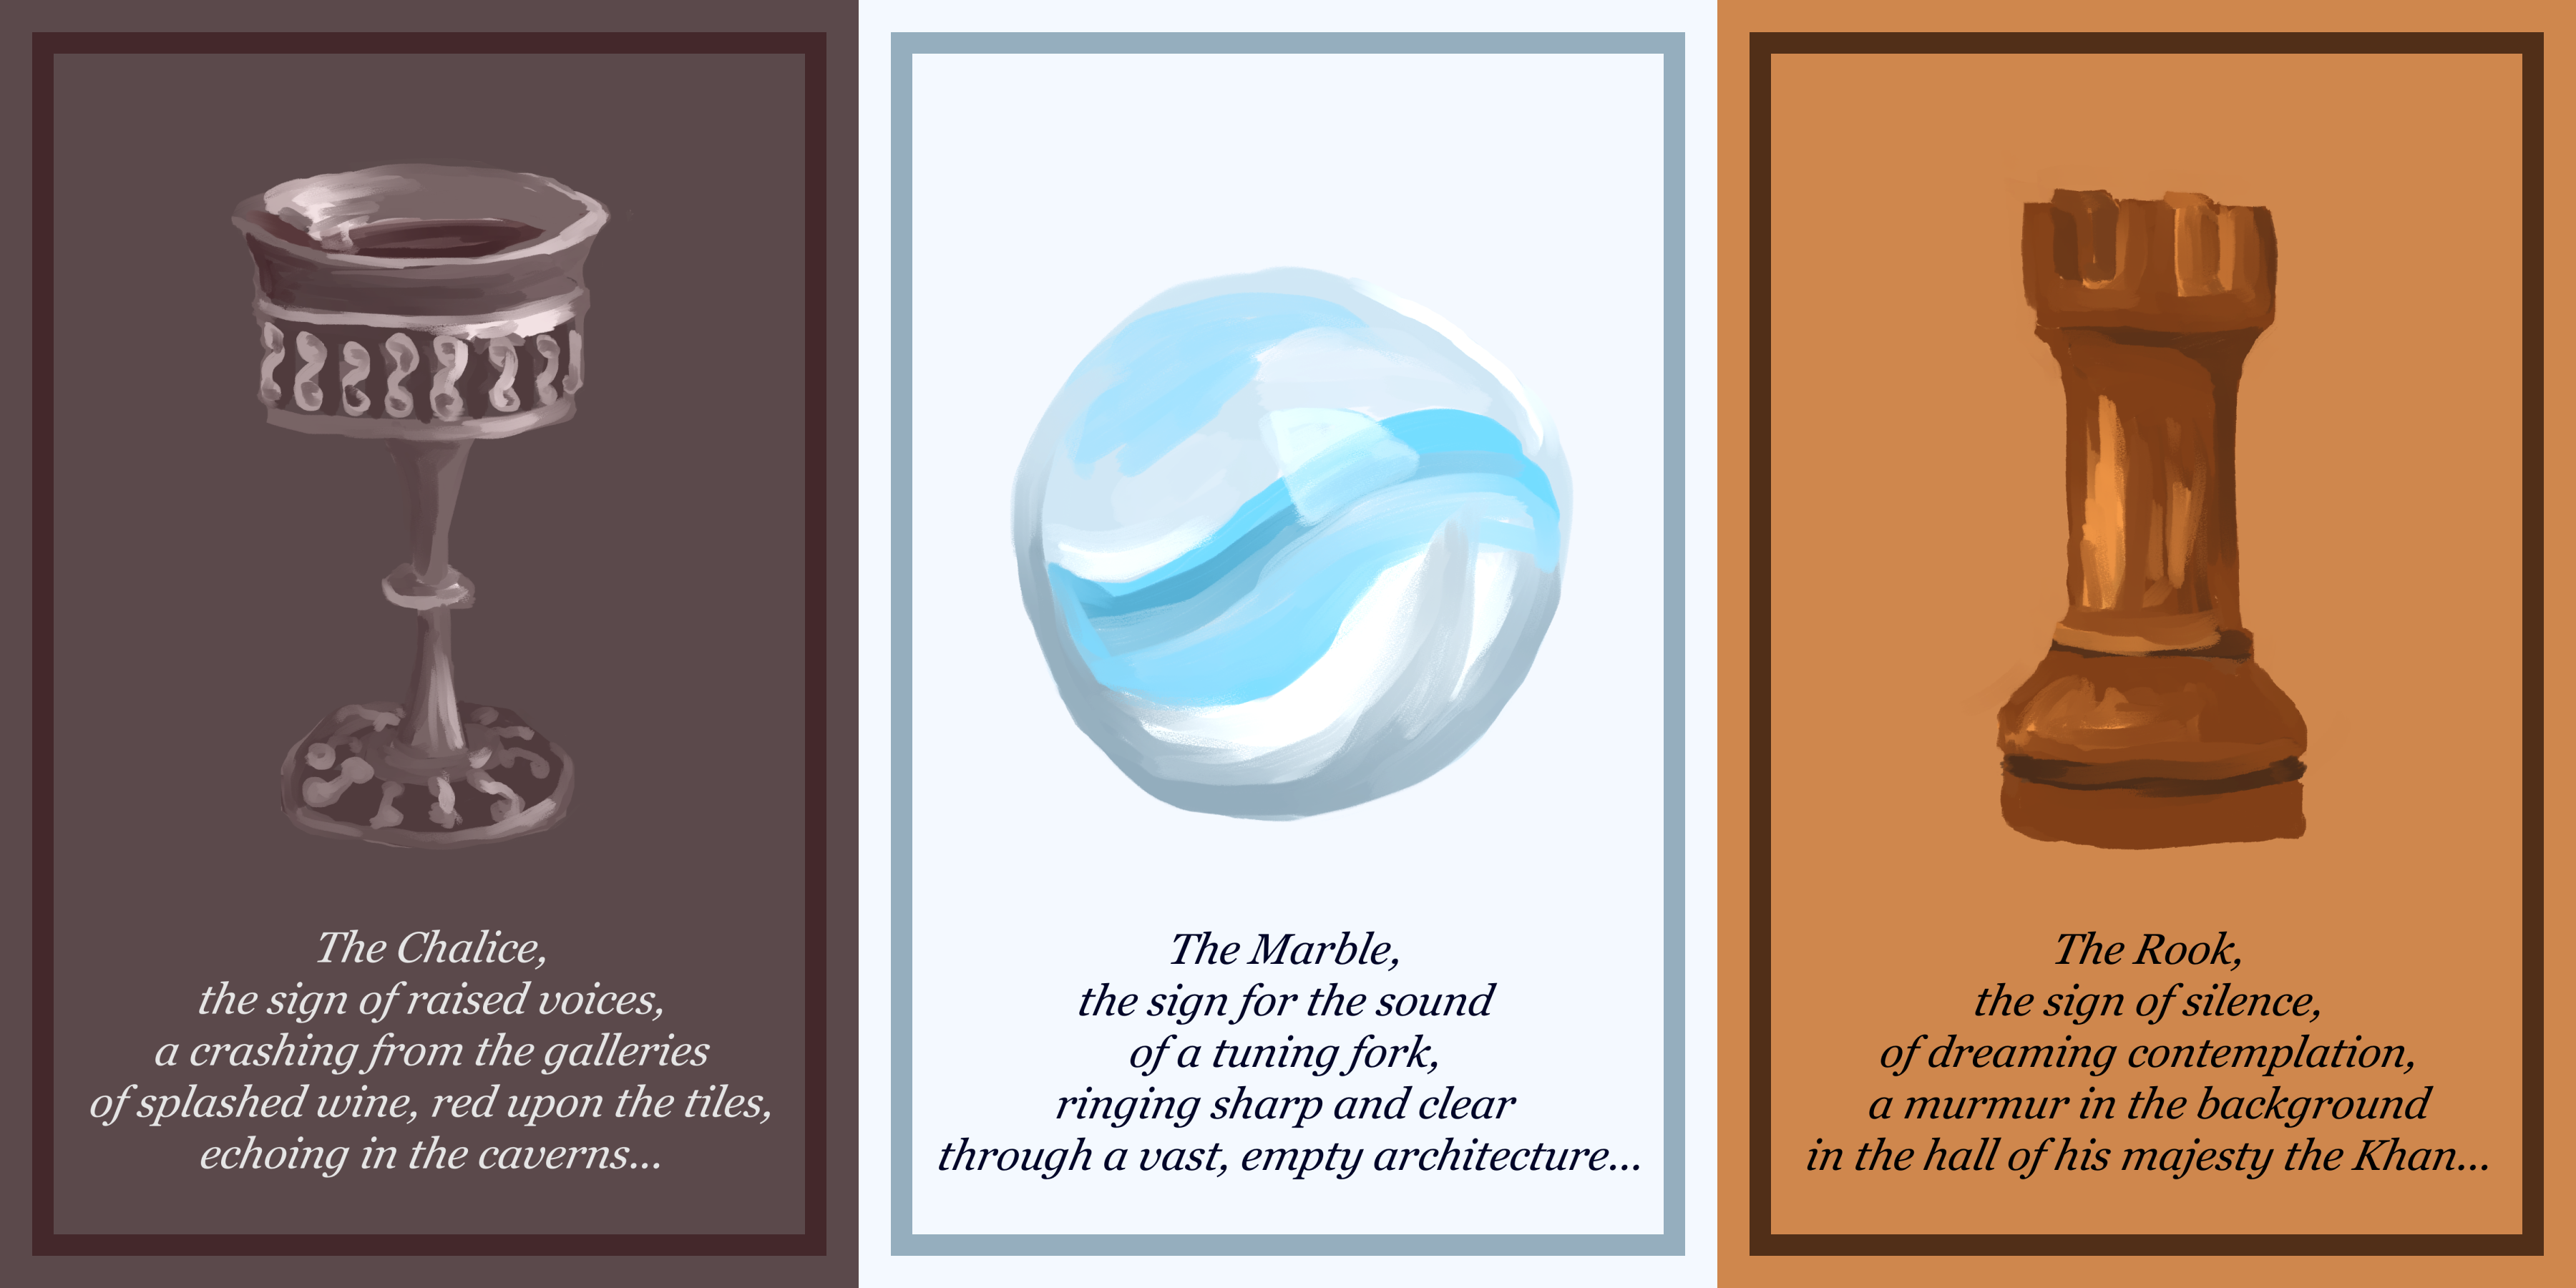 The Chalice,
the sign of raised voices,
a crashing from the galleries
of splashed wine, red upon the tiles,
echoing in the caverns...
The Marble,
the sign for the sound
of a tuning fork,
ringing sharp and clear
through a vast, empty architecture...
The Rook,
the sign of silence,
of dreaming contemplation,
a murmur in the background
in the hall of his majesty the Khan...